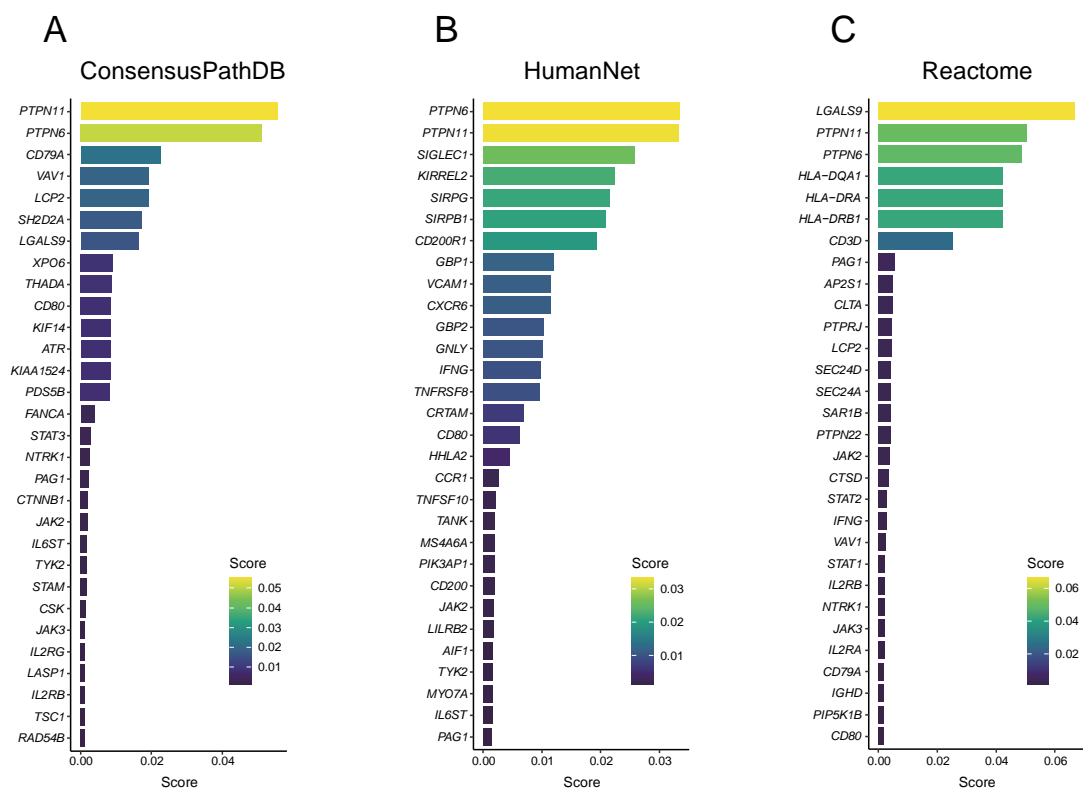 A
ConsensusPathDB
PTPN11
PTPN6
CD79A
VAV1
LCP2
SH2D2A
LGALS9
XPO6
THADA
CD80
KIF14
ATR
KIAA1524
PDS5B
FANCA
STAT3
NTRK1
PAG1
CTNNB1
JAK2
IL6ST
TYK2
STAM
CSK
JAK3
IL2RG
LASP1
IL2RB
TSC1
RAD54B
0.00 0.02 0.04
Score
Score
0.05
0.04
0.03
0.02
0.01
B
HumanNet
PTPN6
PTPN11
SIGLEC1
KIRREL2
SIRPG
SIRPB1
CD200R1
GBP1
VCAM1
CXCR6
GBP2
GNLY
IFNG
TNFRSF8
CRTAM
CD80
HHLA2
CCR1
TNFSF10
TANK
MS4A6A
PIK3AP1
CD200
JAK2
LILRB2
AIF1
TYK2
MYO7A
IL6ST
PAG1
0.00 0.01 0.02 0.03
Score
Score
0.03
0.02
0.01
C
Reactome
LGALS9
PTPN11
PTPN6
HLA−DQA1
HLA−DRA
HLA−DRB1
CD3D
PAG1
AP2S1
CLTA
PTPRJ
LCP2
SEC24D
SEC24A
SAR1B
PTPN22
JAK2
CTSD
STAT2
IFNG
VAV1
STAT1
IL2RB
NTRK1
JAK3
IL2RA
CD79A
IGHD
PIP5K1B
CD80
0.00 0.02 0.04 0.06
Score
Score
0.06
0.04
0.02